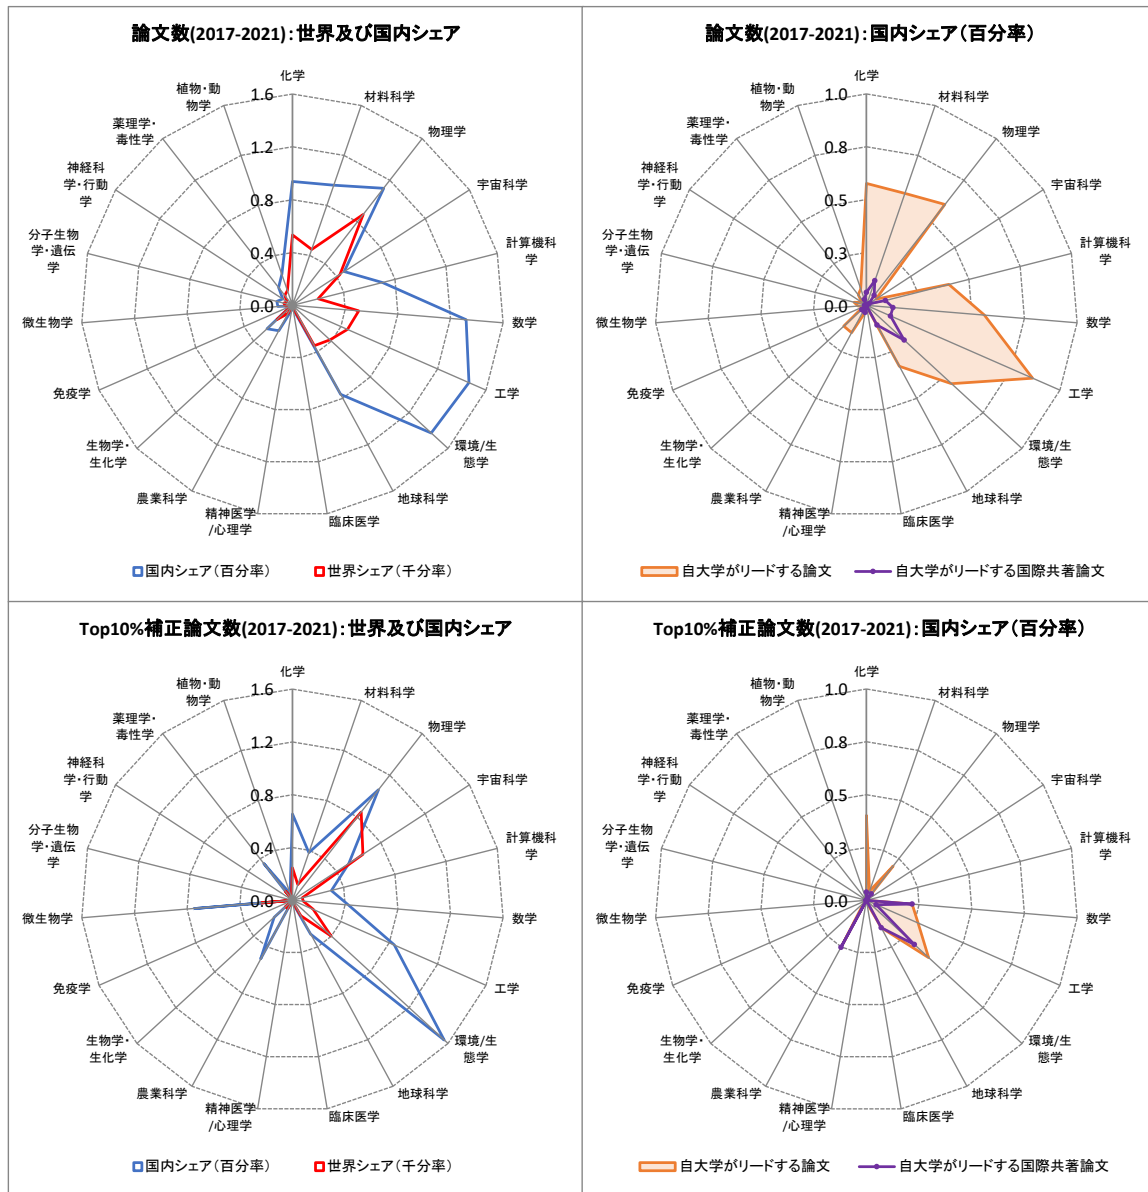 論文数(2017-2021):世界及び国内シェア
化学
材料科学
物理学
宇宙科学
計算機科
学
数学
工学
環境/生
態学
地球科学
臨床医学
精神医学
/心理学
農業科学
生物学・
生化学
免疫学
微生物学
分子生物
学・遺伝
学
神経科
学・行動
学
薬理学・
毒性学
植物・動
物学
1.6
1.2
0.8
0.4
0.0
国内シェア(百分率)
世界シェア(千分率)
論文数(2017-2021):国内シェア(百分率)
化学
材料科学
物理学
宇宙科学
計算機科
学
数学
工学
環境/生
態学
地球科学
臨床医学
精神医学
/心理学
農業科学
生物学・
生化学
免疫学
微生物学
分子生物
学・遺伝
学
神経科
学・行動
学
薬理学・
毒性学
植物・動
物学
1.0
0.8
0.5
0.3
0.0
自大学がリードする論文
自大学がリードする国際共著論文
Top10%補正論文数(2017-2021):世界及び国内シェア
化学
材料科学
物理学
宇宙科学
計算機科
学
数学
工学
環境/生
態学
地球科学
臨床医学
精神医学
/心理学
農業科学
生物学・
生化学
免疫学
微生物学
分子生物
学・遺伝
学
神経科
学・行動
学
薬理学・
毒性学
植物・動
物学
1.6
1.2
0.8
0.4
0.0
国内シェア(百分率)
世界シェア(千分率)
Top10%補正論文数(2017-2021):国内シェア(百分率)
化学
材料科学
物理学
宇宙科学
計算機科
学
数学
工学
環境/生
態学
地球科学
臨床医学
精神医学
/心理学
農業科学
生物学・
生化学
免疫学
微生物学
分子生物
学・遺伝
学
神経科
学・行動
学
薬理学・
毒性学
植物・動
物学
1.0
0.8
0.5
0.3
0.0
自大学がリードする論文
自大学がリードする国際共著論文